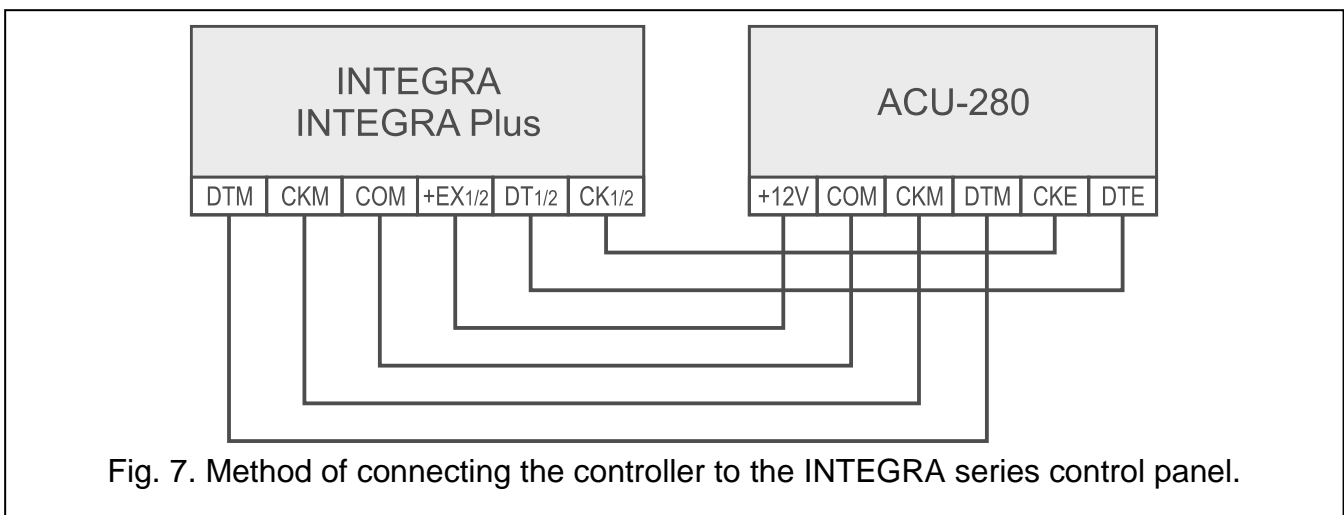 INTEGRA
INTEGRA Plus
DTM CKM COM +EX1/2 DT1/2 CK1/2
ACU-280
+12V COM CKM DTM CKE DTE
Fig. 7. Method of connecting the controller to the INTEGRA series control panel.